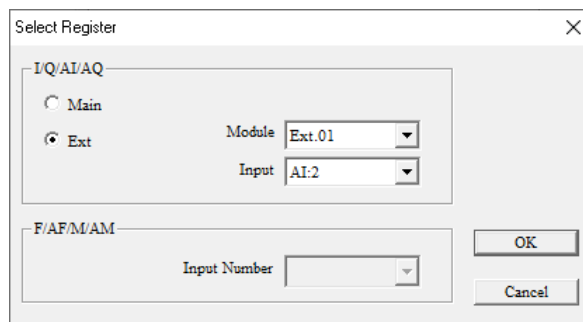 Select Register
I/Q/AI/AQ
Main
Ext
Module Ext.01
Input AI:2
F/AF/M/AM
Input Number
OK
Cancel